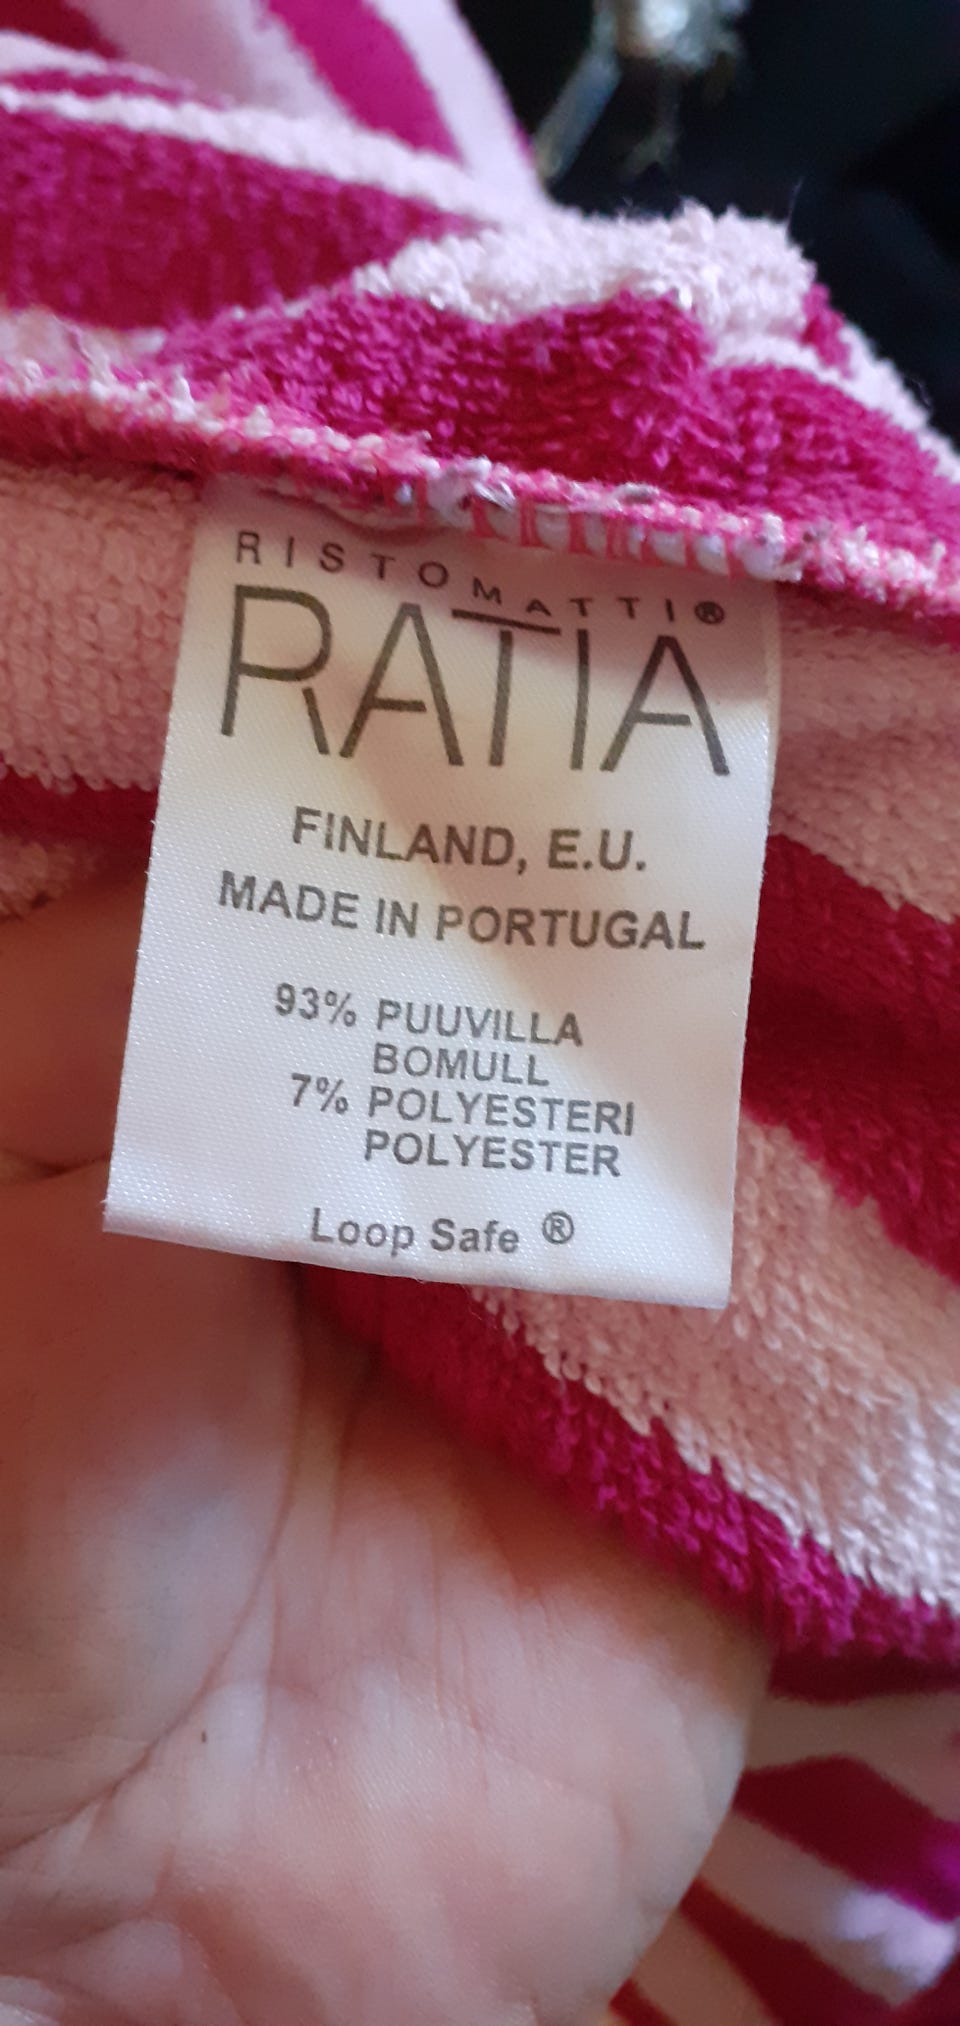 RISTOMATTI®
RATIA
FINLAND, E.U.
MADE IN PORTUGAL
93% PUUVILLA
BOMULL
7% POLYESTERI
POLYESTER
Loop Safe ®